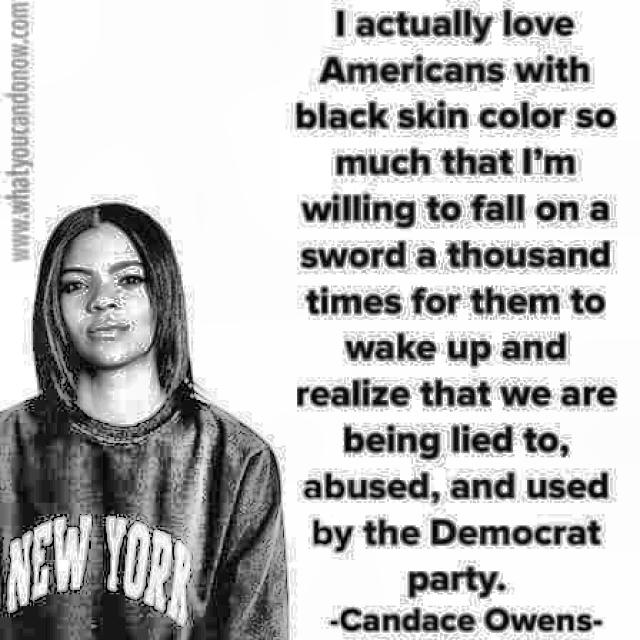 www.whatyoucandonow.com
I actually love
Americans with
black skin color so
much that I'm
willing to fall on a
sword a thousand
times for them to
wake up and
realize that we are
being lied to,
abused, and used
by the Democrat
party.
-Candace Owens-
NEW YORK